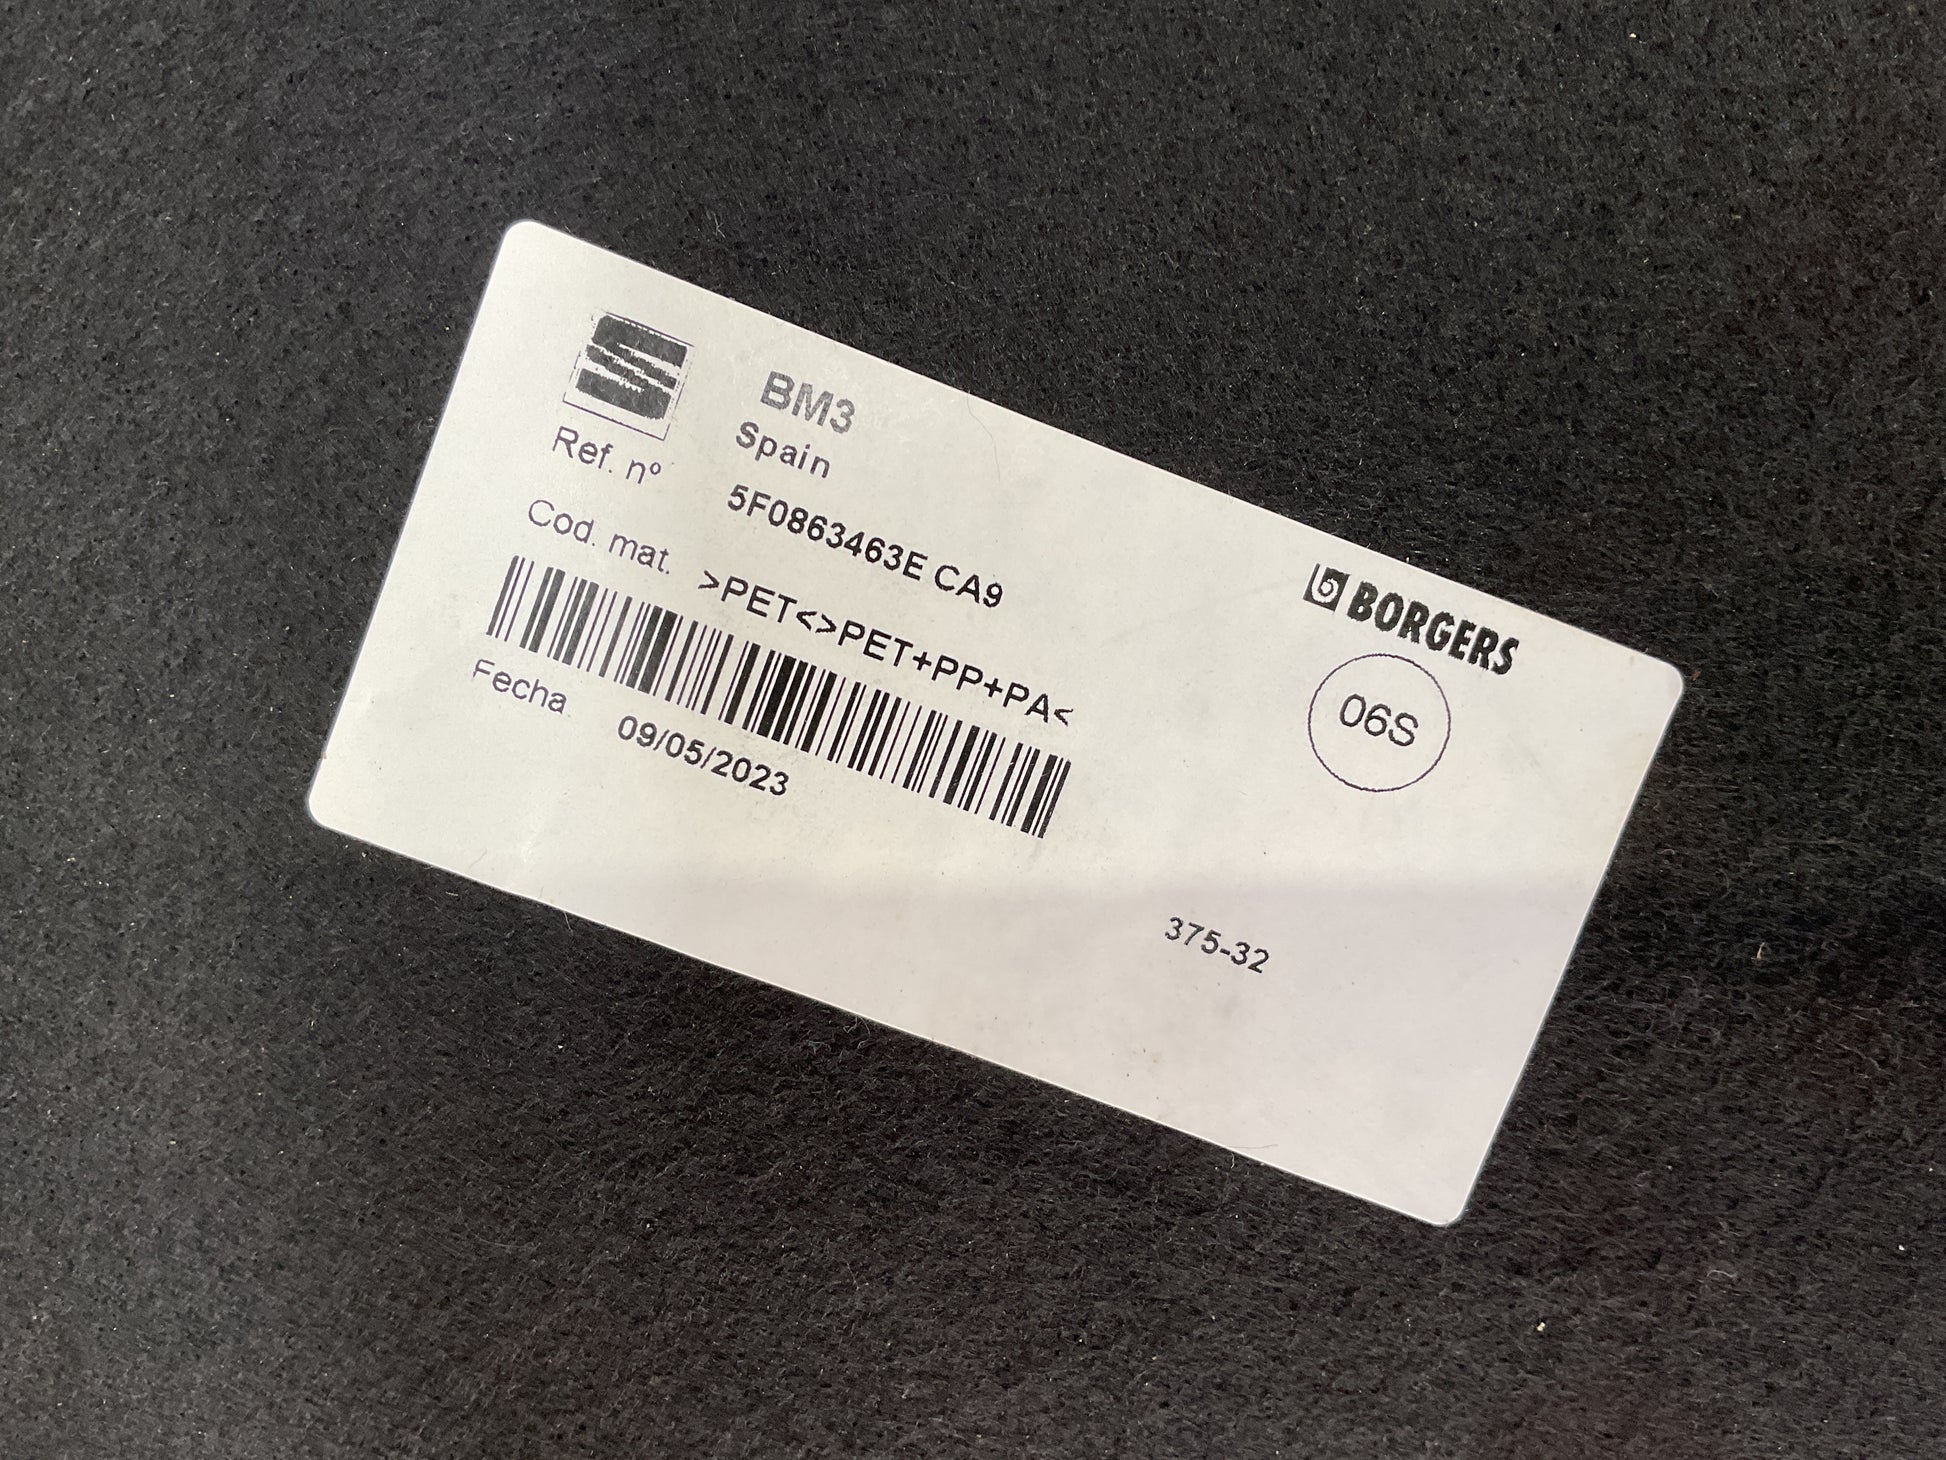 BM3
Spain
Ref. nº 5F0863463E CA9
Cod. mat. >PET<>PET+PP+PA<
Fecha 09/05/2023
BORGERS
06S
375-32